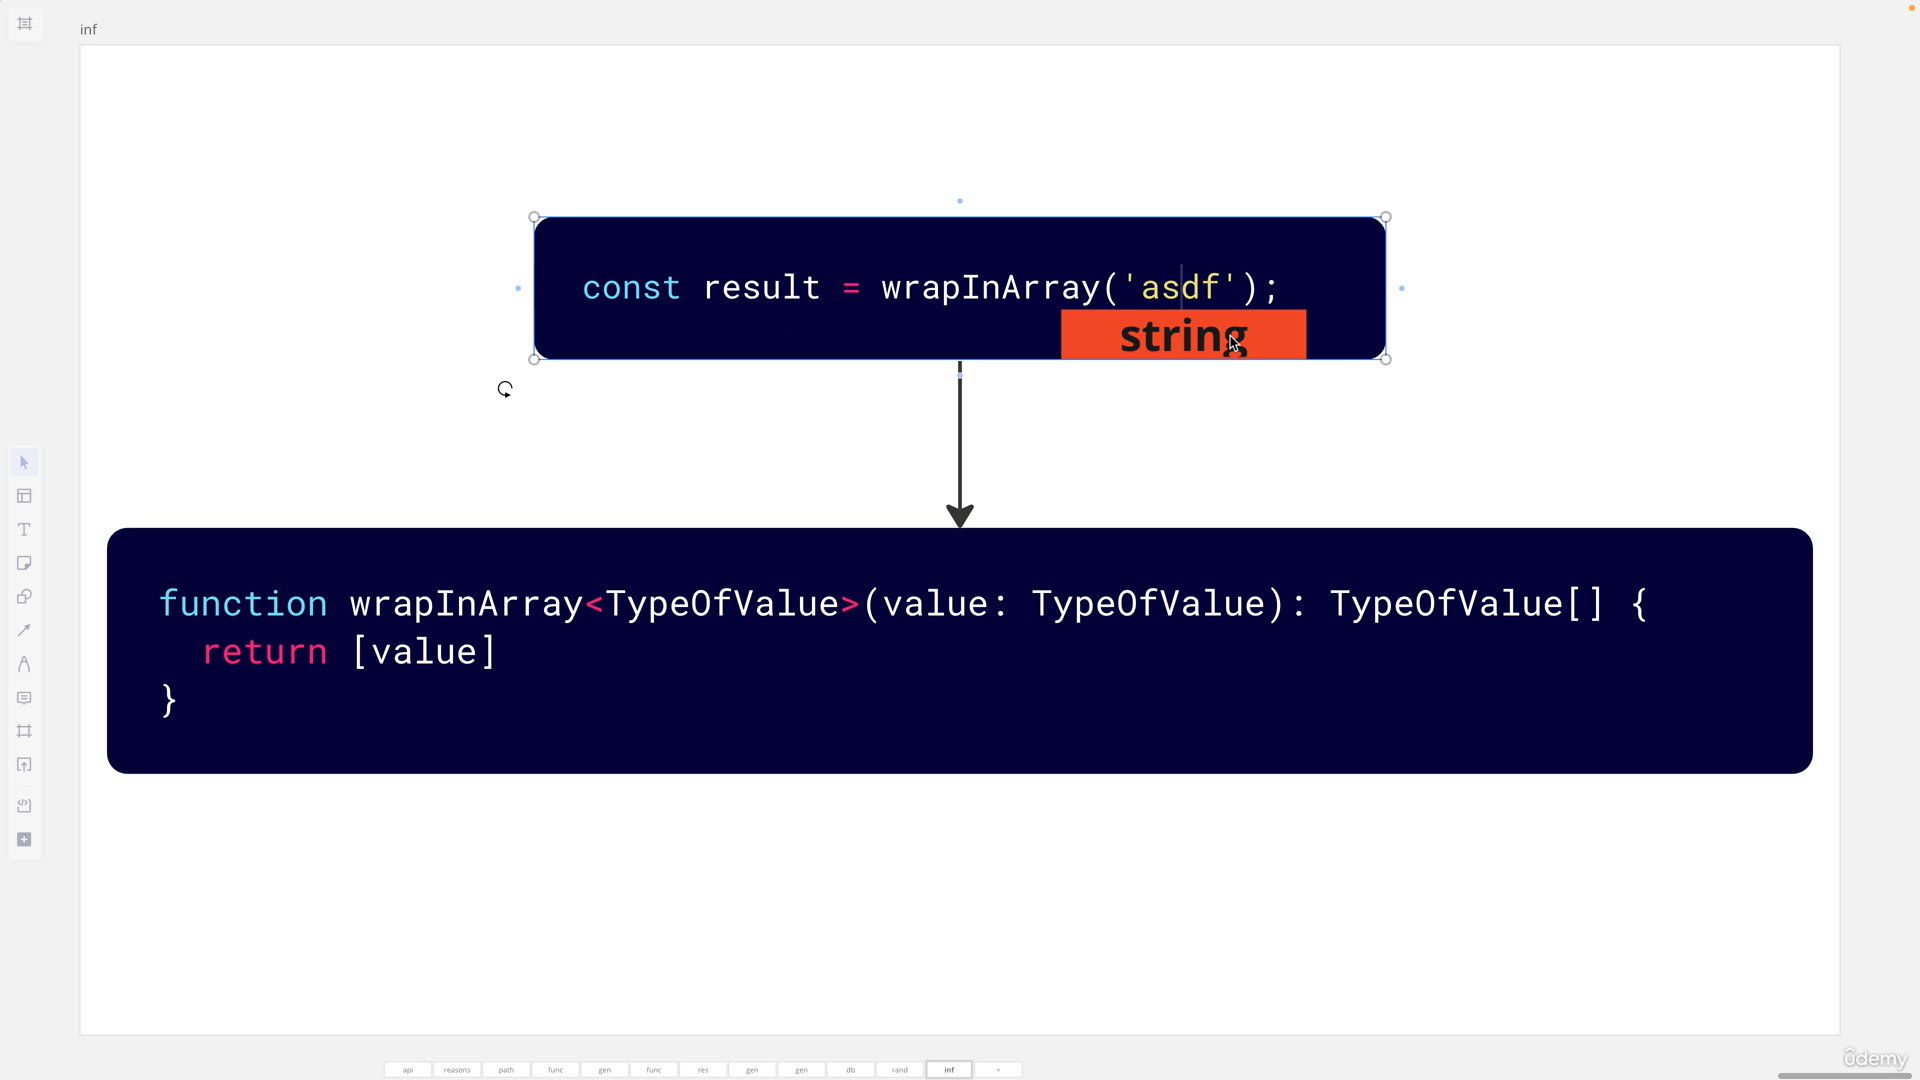 inf
const result = wrapInArray('asdf');
string
function wrapInArray<TypeOfValue>(value: TypeOfValue): TypeOfValue[] {
return [value]
}
api reasons path func gen func res gen gen db rand inf +
ûdemy